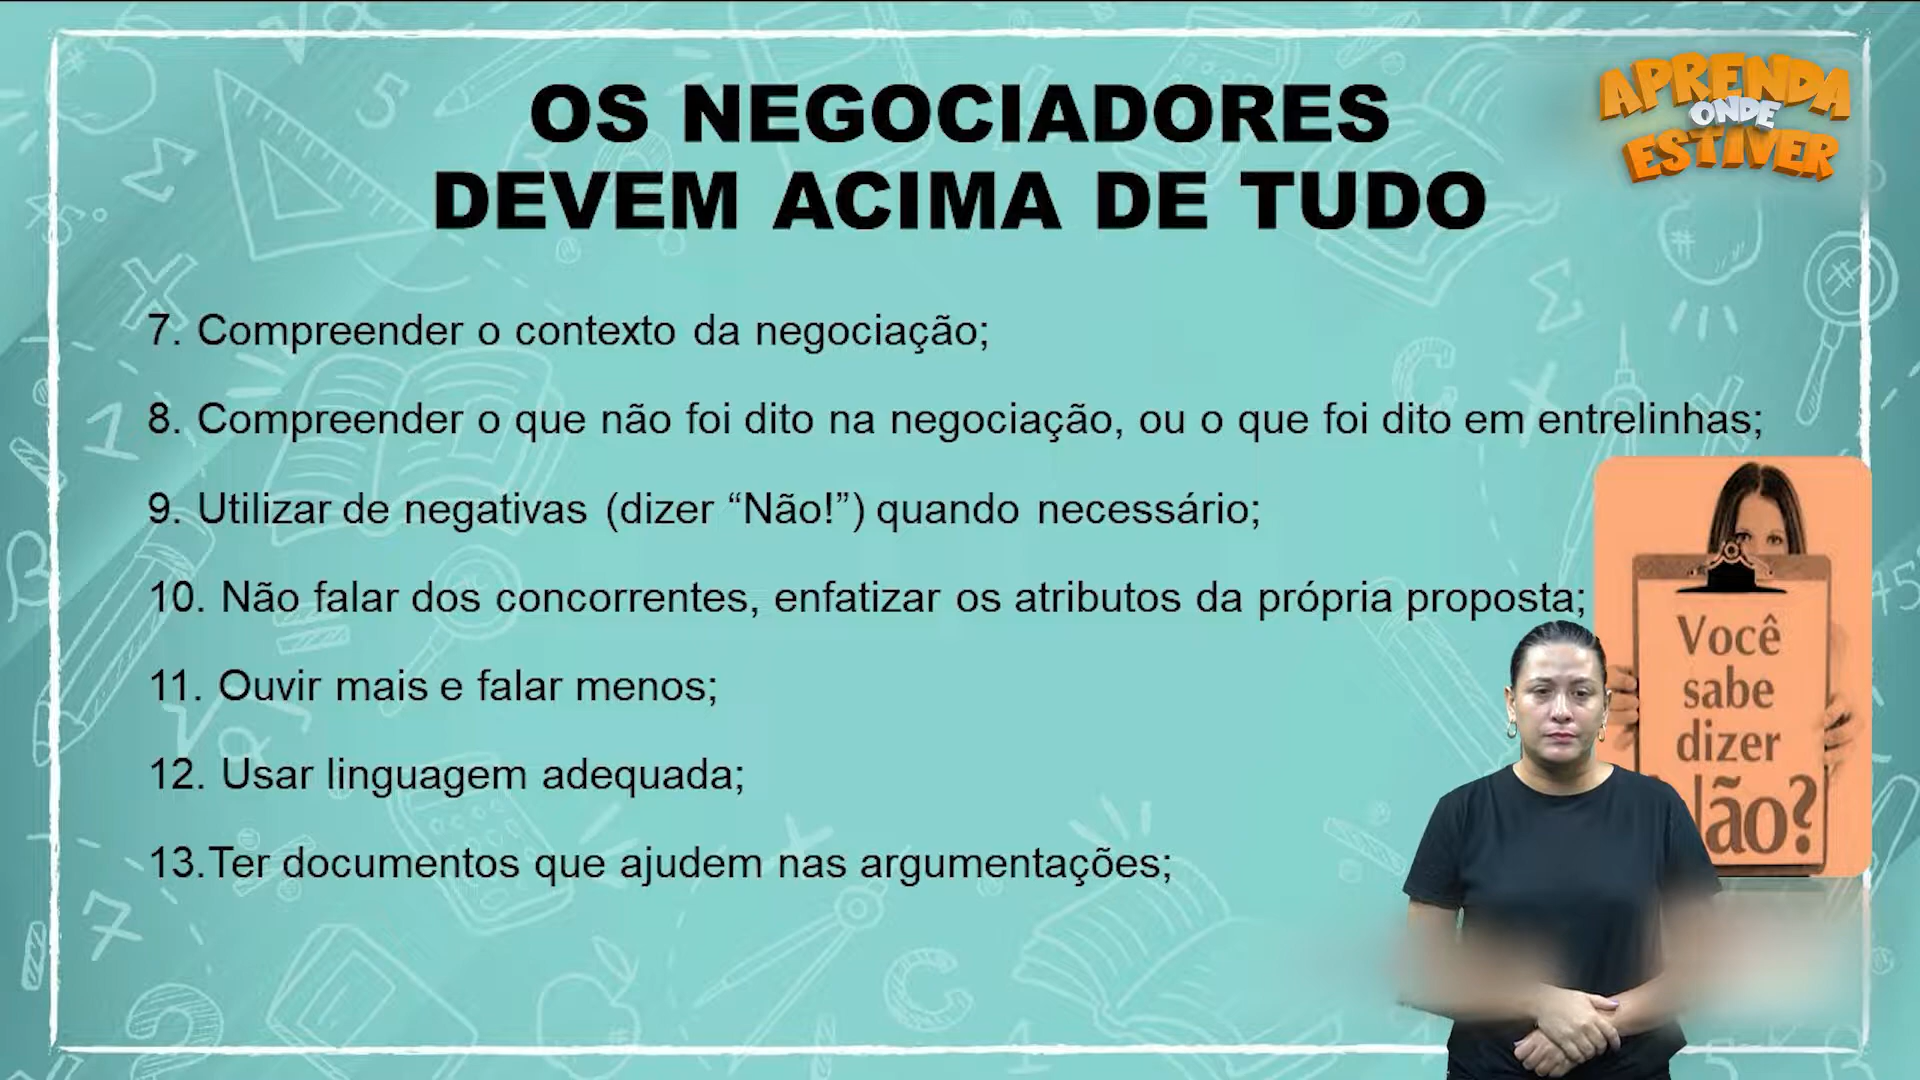 APRENDA
ONDE
ESTIVER
OS NEGOCIADORES
DEVEM ACIMA DE TUDO
7. Compreender o contexto da negociação;
8. Compreender o que não foi dito na negociação, ou o que foi dito em entrelinhas;
9. Utilizar de negativas (dizer “Não!”) quando necessário;
10. Não falar dos concorrentes, enfatizar os atributos da própria proposta;
11. Ouvir mais e falar menos;
12. Usar linguagem adequada;
13.Ter documentos que ajudem nas argumentações;
Você
sabe
dizer
Não?